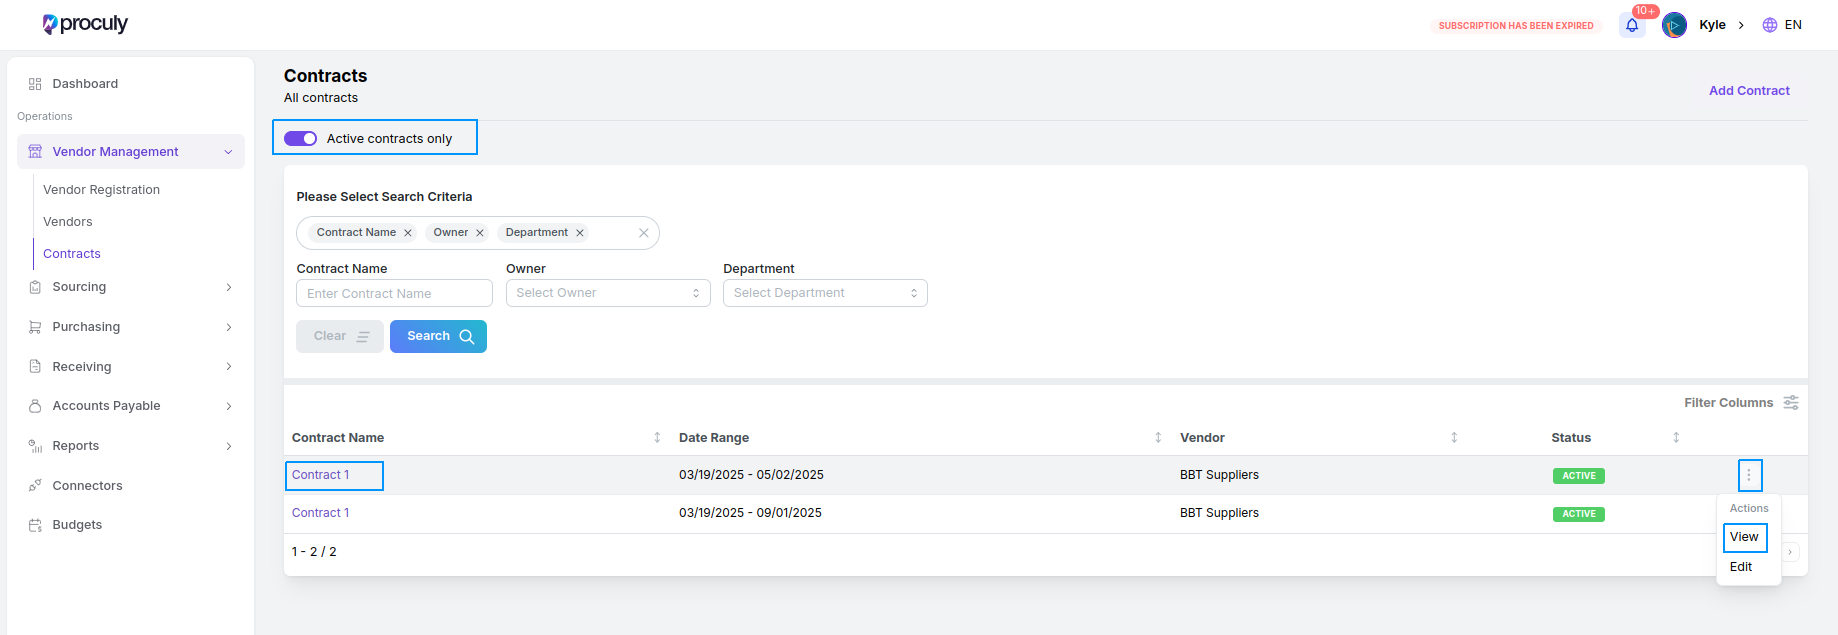 proculy
SUBSCRIPTION HAS BEEN EXPIRED
10+
Kyle
EN
Dashboard
Operations
Vendor Management
Vendor Registration
Vendors
Contracts
Sourcing
Purchasing
Receiving
Accounts Payable
Reports
Connectors
Budgets
Contracts
All contracts
Add Contract
Active contracts only
Please Select Search Criteria
Contract Name Owner Department
Contract Name Owner Department
Enter Contract Name Select Owner Select Department
Clear Search
Filter Columns
Contract Name Date Range Vendor Status
Contract 1 03/19/2025 - 05/02/2025 BBT Suppliers ACTIVE
Contract 1 03/19/2025 - 09/01/2025 BBT Suppliers ACTIVE
1 - 2 / 2
Actions
View
Edit